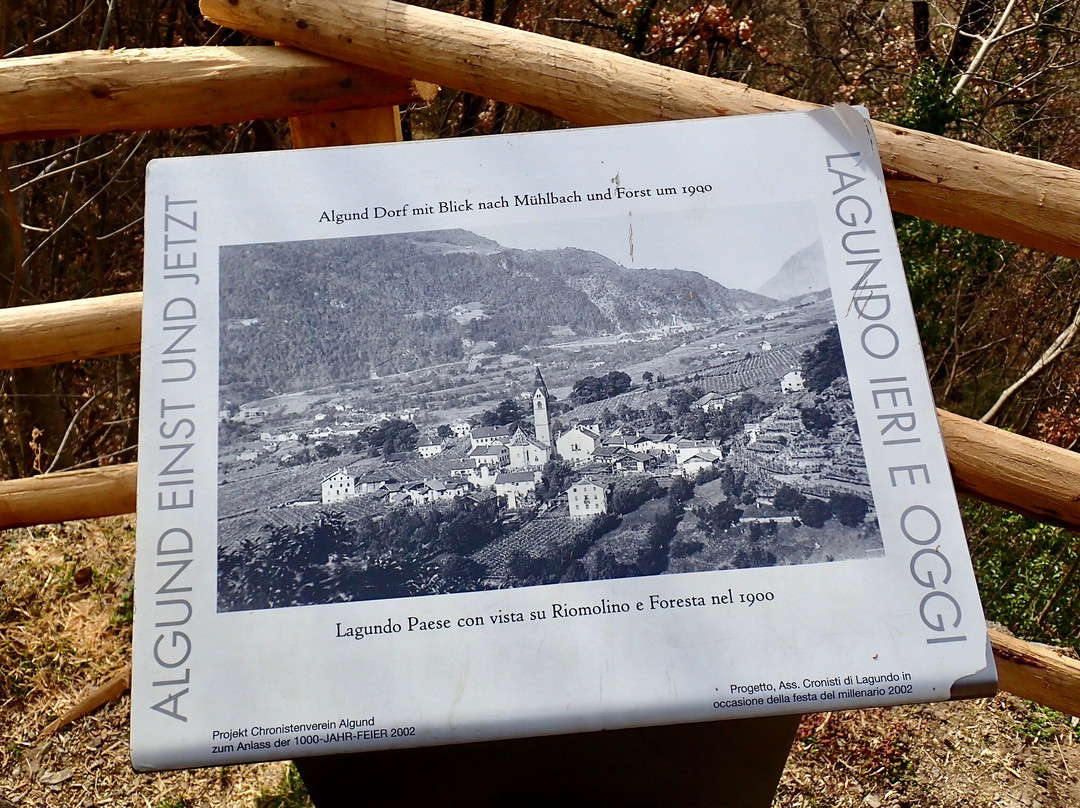 Algund Dorf mit Blick nach Mühlbach und Forst um 1900
ALGUND EINST UND JETZT
LAGUNDO IERI E OGGI
Lagundo Paese con vista su Riomolino e Foresta nel 1900
Projekt Chronistenverein Algund
zum Anlass der 1000-JAHR-FEIER 2002
Progetto, Ass. Cronisti di Lagundo in
occasione della festa del millenario 2002